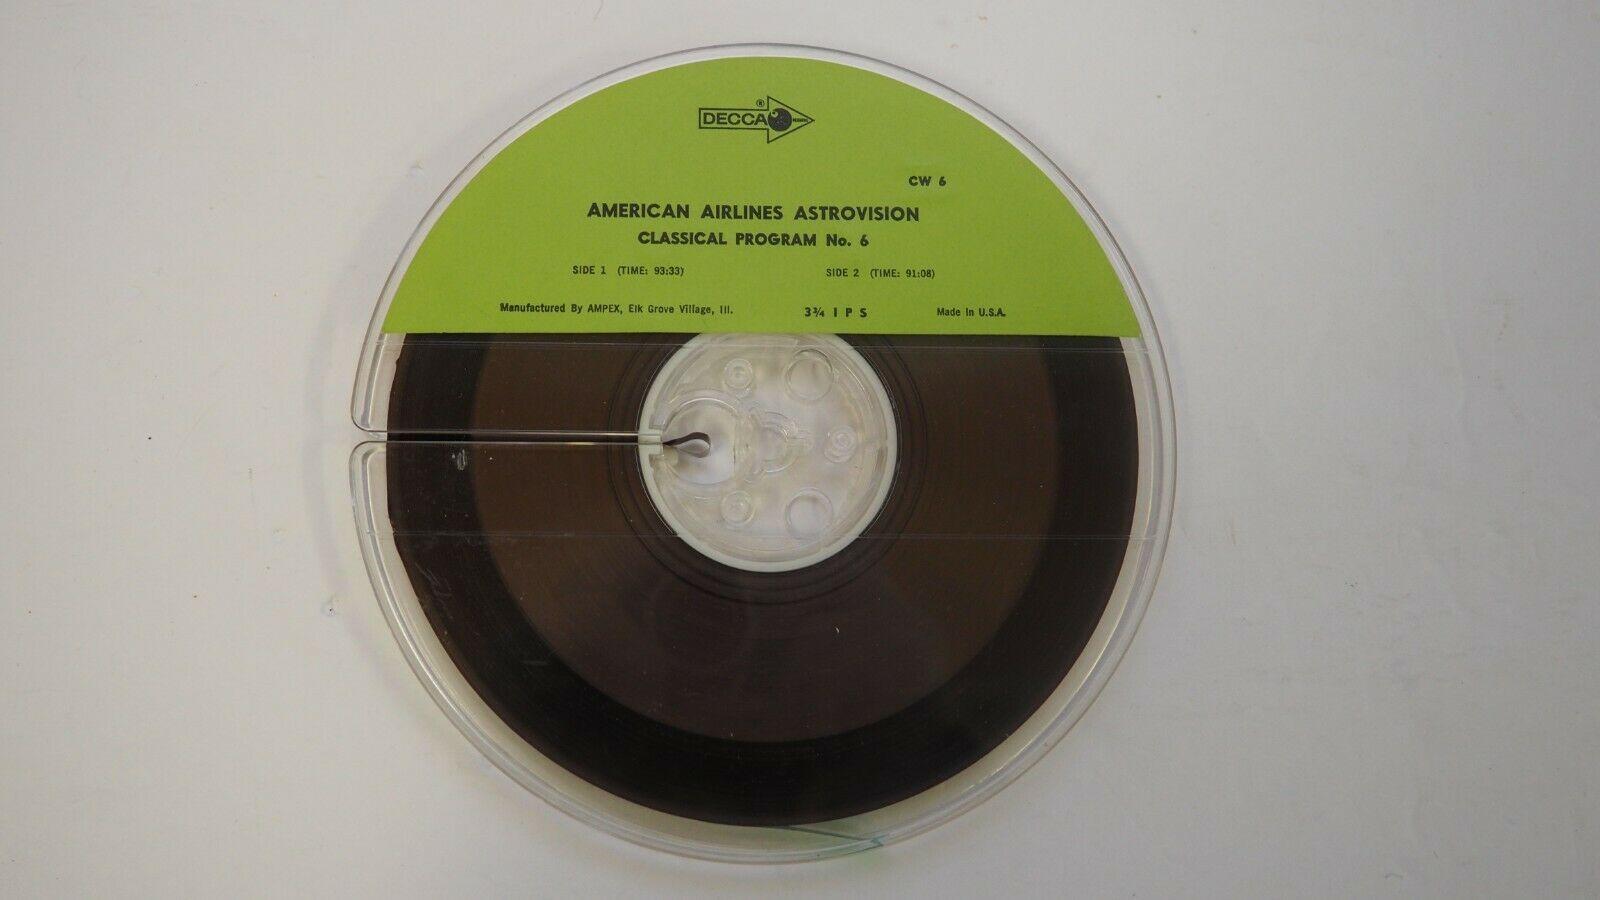 ®
DECCA
CW 6
AMERICAN AIRLINES ASTROVISION
CLASSICAL PROGRAM No. 6
SIDE 1 (TIME: 93:33) SIDE 2 (TIME: 91:08)
Manufactured By AMPEX, Elk Grove Village, Ill. 3¾ I P S Made In U.S.A.